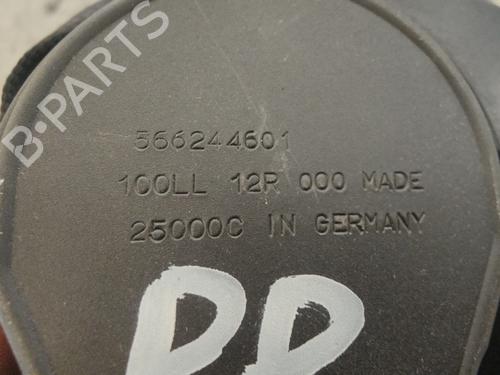 B-PARTS
566244601
100LL 12R 000 MADE
25000C IN GERMANY
DD